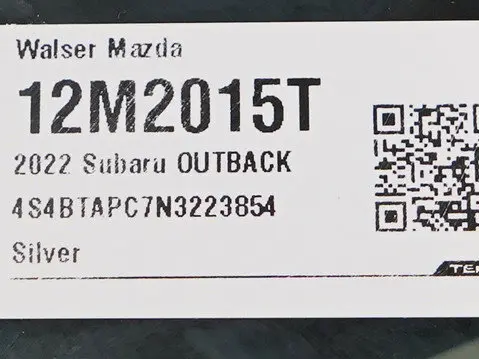 Walser Mazda
12M2015T
2022 Subaru OUTBACK
4S4BTAPC7N3223854
Silver